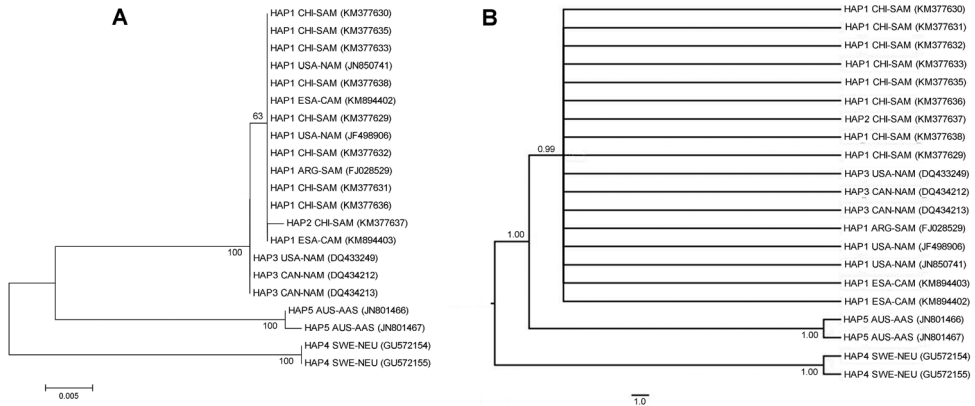 A
HAP1 CHI-SAM (KM377630)
HAP1 CHI-SAM (KM377635)
HAP1 CHI-SAM (KM377633)
HAP1 USA-NAM (JN850741)
HAP1 CHI-SAM (KM377638)
HAP1 ESA-CAM (KM894402)
63
HAP1 CHI-SAM (KM377629)
HAP1 USA-NAM (JF498906)
HAP1 CHI-SAM (KM377632)
HAP1 ARG-SAM (FJ028529)
HAP1 CHI-SAM (KM377631)
HAP1 CHI-SAM (KM377636)
HAP2 CHI-SAM (KM377637)
HAP1 ESA-CAM (KM894403)
100
HAP3 USA-NAM (DQ433249)
HAP3 CAN-NAM (DQ434212)
HAP3 CAN-NAM (DQ434213)
HAP5 AUS-AAS (JN801466)
100
HAP5 AUS-AAS (JN801467)
HAP4 SWE-NEU (GU572154)
100
HAP4 SWE-NEU (GU572155)
0.005
B
HAP1 CHI-SAM (KM377630)
HAP1 CHI-SAM (KM377631)
HAP1 CHI-SAM (KM377632)
HAP1 CHI-SAM (KM377633)
HAP1 CHI-SAM (KM377635)
HAP1 CHI-SAM (KM377636)
HAP2 CHI-SAM (KM377637)
HAP1 CHI-SAM (KM377638)
0.99
HAP1 CHI-SAM (KM377629)
HAP3 USA-NAM (DQ433249)
HAP3 CAN-NAM (DQ434212)
HAP3 CAN-NAM (DQ434213)
HAP1 ARG-SAM (FJ028529)
1.00
HAP1 USA-NAM (JF498906)
HAP1 USA-NAM (JN850741)
HAP1 ESA-CAM (KM894403)
HAP1 ESA-CAM (KM894402)
HAP5 AUS-AAS (JN801466)
1.00
HAP5 AUS-AAS (JN801467)
HAP4 SWE-NEU (GU572154)
1.00
HAP4 SWE-NEU (GU572155)
1.0